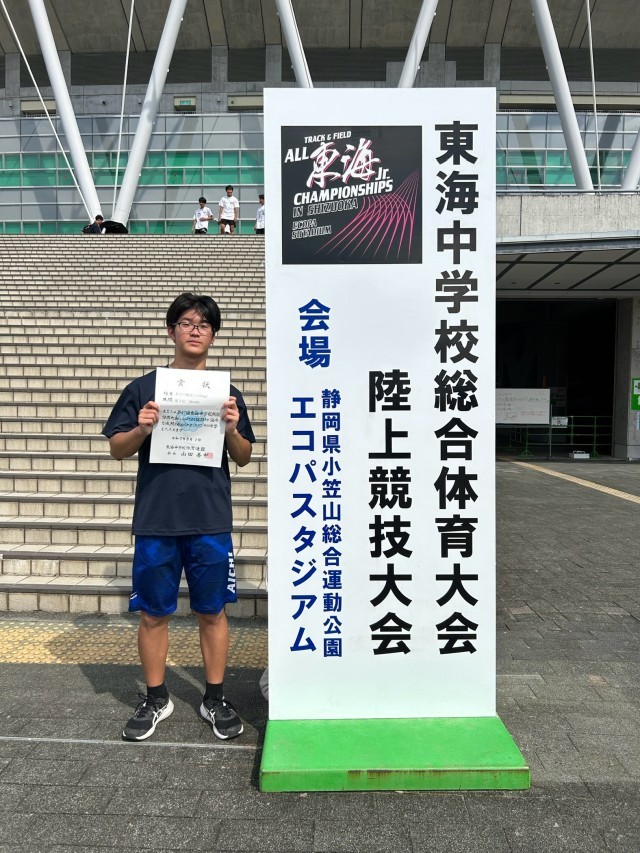 東海中学校総合体育大会
陸上競技大会
TRACK & FIELD
ALL 東海 Jr.
CHAMPIONSHIPS
IN SHIZUOKA
ECOPA
STADIUM
会場
静岡県小笠山総合運動公園
エコパスタジアム
賞状
AICHI